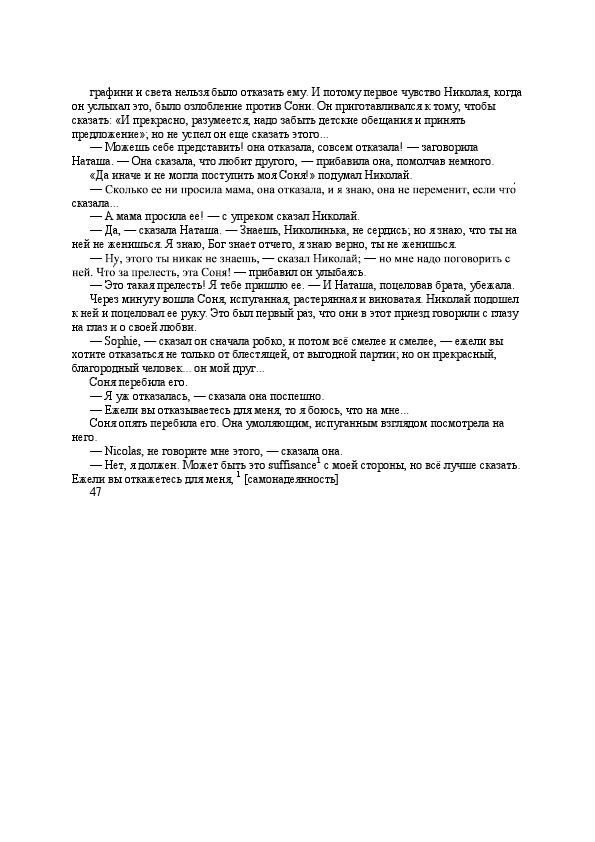 графини и света нельзя было отказать ему. И потому первое чувство Николая, когда
он услыхал это, было озлобление против Сони. Он приготавливался к тому, чтобы
сказать: «И прекрасно, разумеется, надо забыть детские обещания и принять
предложение»; но не успел он еще сказать этого...
— Можешь себе представить! она отказала, совсем отказала! — заговорила
Наташа. — Она сказала, что любит другого, — прибавила она, помолчав немного.
«Да иначе и не могла поступить моя Соня!» подумал Николай.
— Сколько ее ни просила мама, она отказала, и я знаю, она не переменит, если что́
сказала...
— А мама просила ее! — с упреком сказал Николай.
— Да, — сказала Наташа. — Знаешь, Николинька, не сердись; но я знаю, что ты на
ней не женишься. Я знаю, Бог знает отчего, я знаю верно, ты не женишься.
— Ну, этого ты никак не знаешь, — сказал Николай; — но мне надо поговорить с
ней. Что за прелесть, эта Соня! — прибавил он улыбаясь.
— Это такая прелесть! Я тебе пришлю ее. — И Наташа, поцеловав брата, убежала.
Через минуту вошла Соня, испуганная, растерянная и виноватая. Николай подошел
к ней и поцеловал ее руку. Это был первый раз, что они в этот приезд говорили с глазу
на глаз и о своей любви.
— Sophie, — сказал он сначала робко, и потом всё смелее и смелее, — ежели вы
хотите отказаться не только от блестящей, от выгодной партии; но он прекрасный,
благородный человек... он мой друг...
Соня перебила его.
— Я уж отказалась, — сказала она поспешно.
— Ежели вы отказываетесь для меня, то я боюсь, что на мне...
Соня опять перебила его. Она умоляющим, испуганным взглядом посмотрела на
него.
— Nicolas, не говорите мне этого, — сказала она.
— Нет, я должен. Может быть это suffisance¹ с моей стороны, но всё лучше сказать.
Ежели вы откажетесь для меня, ¹ [самонадеянность]
47